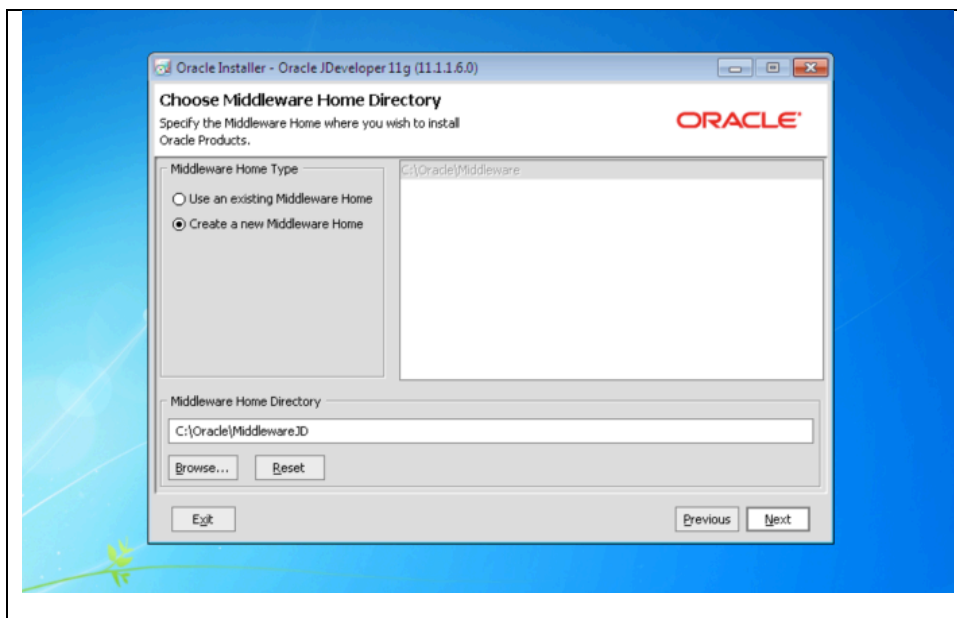 Oracle Installer - Oracle JDeveloper 11g (11.1.1.6.0)
Choose Middleware Home Directory
Specify the Middleware Home where you wish to install
Oracle Products.
ORACLE
Middleware Home Type
C:\Oracle\Middleware
Use an existing Middleware Home
Create a new Middleware Home
Middleware Home Directory
C:\Oracle\MiddlewareJD
Browse...
Reset
Exit
Previous
Next